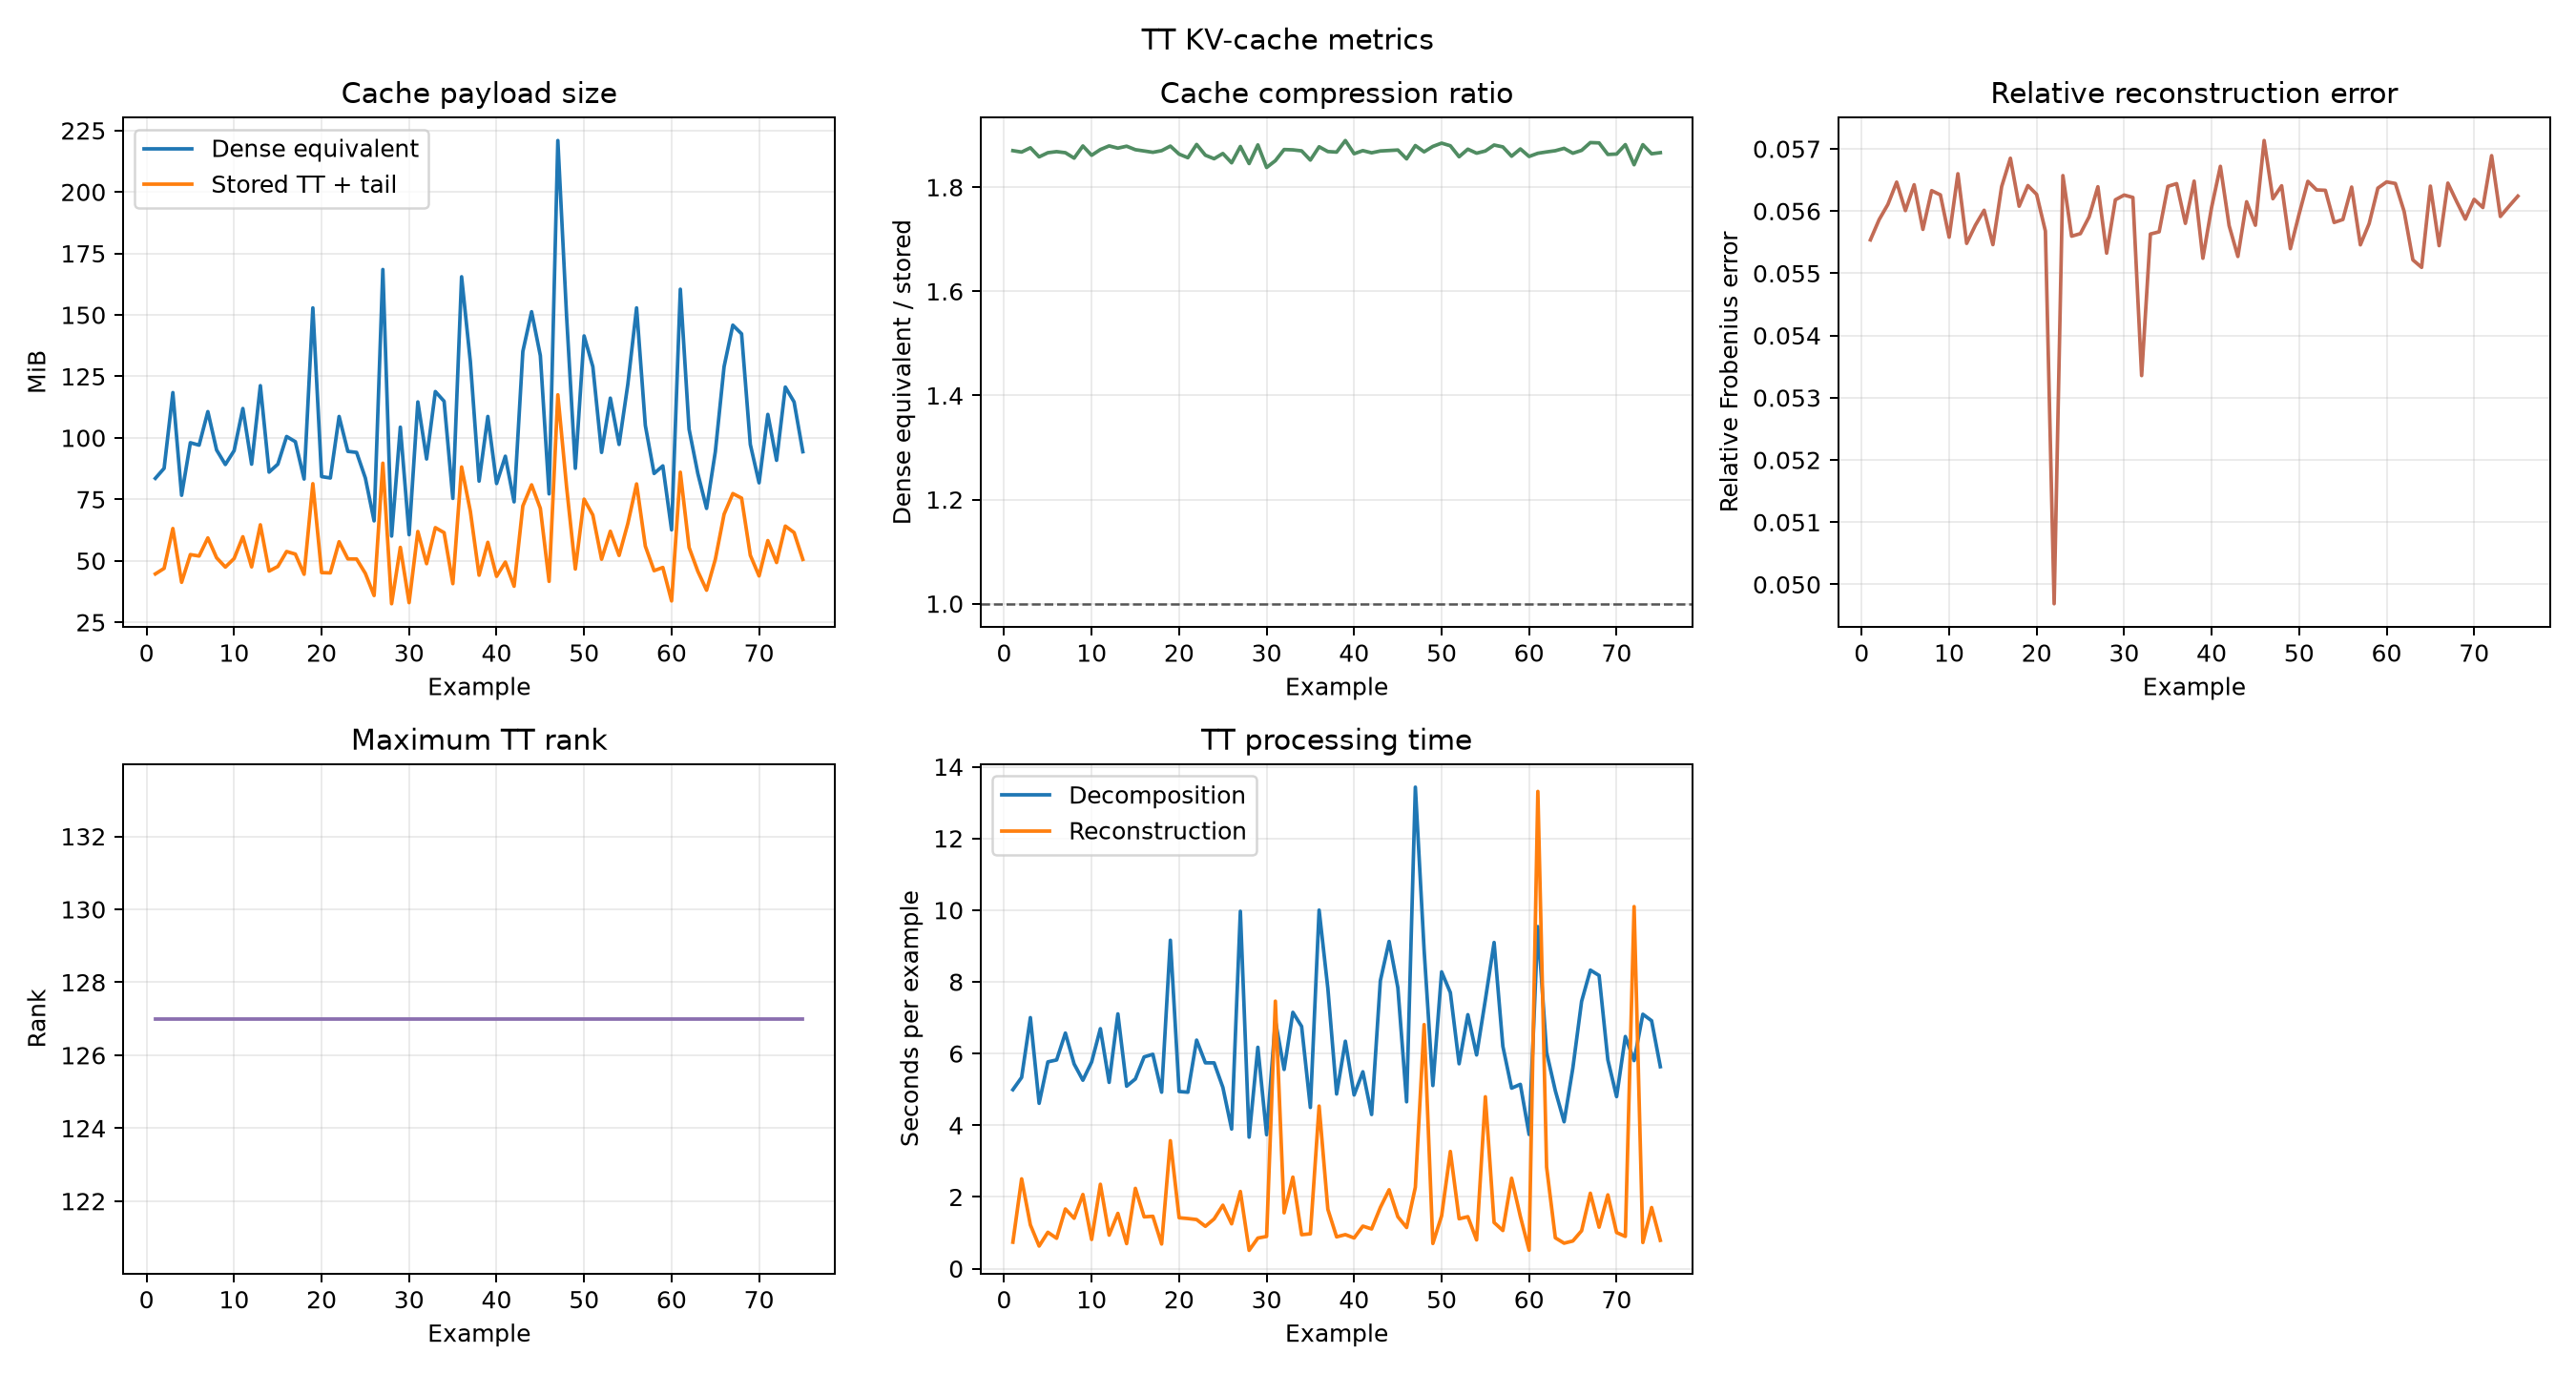 TT KV-cache metrics
Cache payload size
225
200
175
150
125
100
75
50
25
MiB
Dense equivalent
Stored TT + tail
0 10 20 30 40 50 60 70
Example
Cache compression ratio
1.8
1.6
1.4
1.2
1.0
Dense equivalent / stored
0 10 20 30 40 50 60 70
Example
Relative reconstruction error
0.057
0.056
0.055
0.054
0.053
0.052
0.051
0.050
Relative Frobenius error
0 10 20 30 40 50 60 70
Example
Maximum TT rank
132
130
128
126
124
122
Rank
0 10 20 30 40 50 60 70
Example
TT processing time
14
12
10
8
6
4
2
0
Seconds per example
Decomposition
Reconstruction
0 10 20 30 40 50 60 70
Example